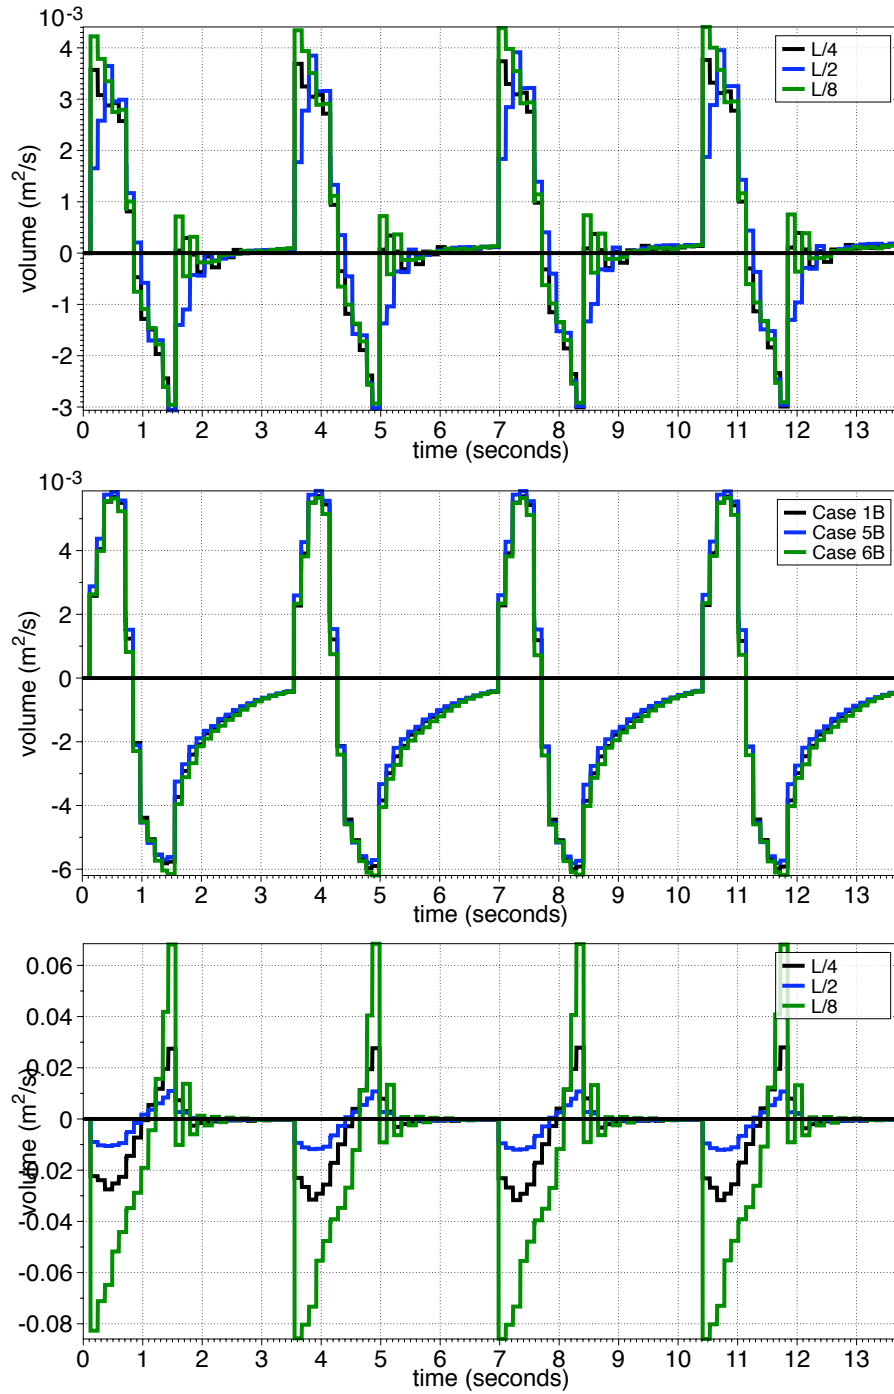 10-3
4
3
2
1
0
-1
-2
-3
volume (m2/s)
L/4
L/2
L/8
0 1 2 3 4 5 6 7 8 9 10 11 12 13
time (seconds)
10-3
4
2
0
-2
-4
-6
volume (m2/s)
Case 1B
Case 5B
Case 6B
0 1 2 3 4 5 6 7 8 9 10 11 12 13
time (seconds)
0.06
0.04
0.02
0
-0.02
-0.04
-0.06
-0.08
volume (m2/s)
L/4
L/2
L/8
0 1 2 3 4 5 6 7 8 9 10 11 12 13
time (seconds)